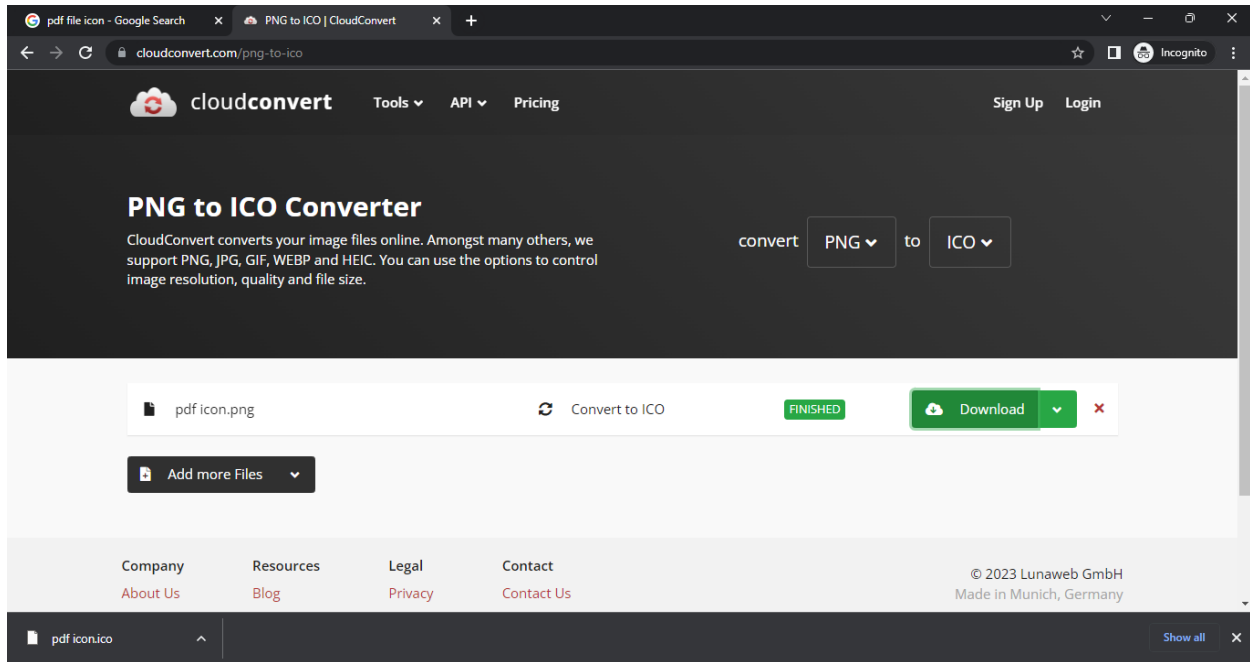 pdf file icon - Google Search
PNG to ICO | CloudConvert
cloudconvert.com/png-to-ico
Incognito
cloudconvert
Tools
API
Pricing
Sign Up
Login
PNG to ICO Converter
CloudConvert converts your image files online. Amongst many others, we
support PNG, JPG, GIF, WEBP and HEIC. You can use the options to control
image resolution, quality and file size.
convert PNG to ICO
pdf icon.png
Convert to ICO
FINISHED
Download
Add more Files
Company
Resources
Legal
Contact
© 2023 Lunaweb GmbH
About Us
Blog
Privacy
Contact Us
Made in Munich, Germany
pdf icon.ico
Show all